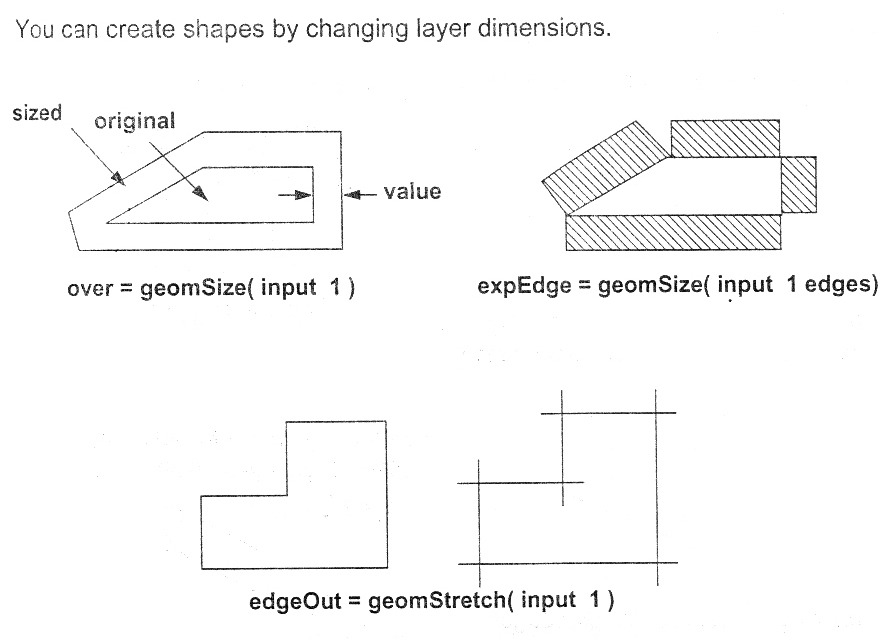 You can create shapes by changing layer dimensions.
sized
original
value
over = geomSize( input 1 )
expEdge = geomSize( input 1 edges)
edgeOut = geomStretch( input 1 )